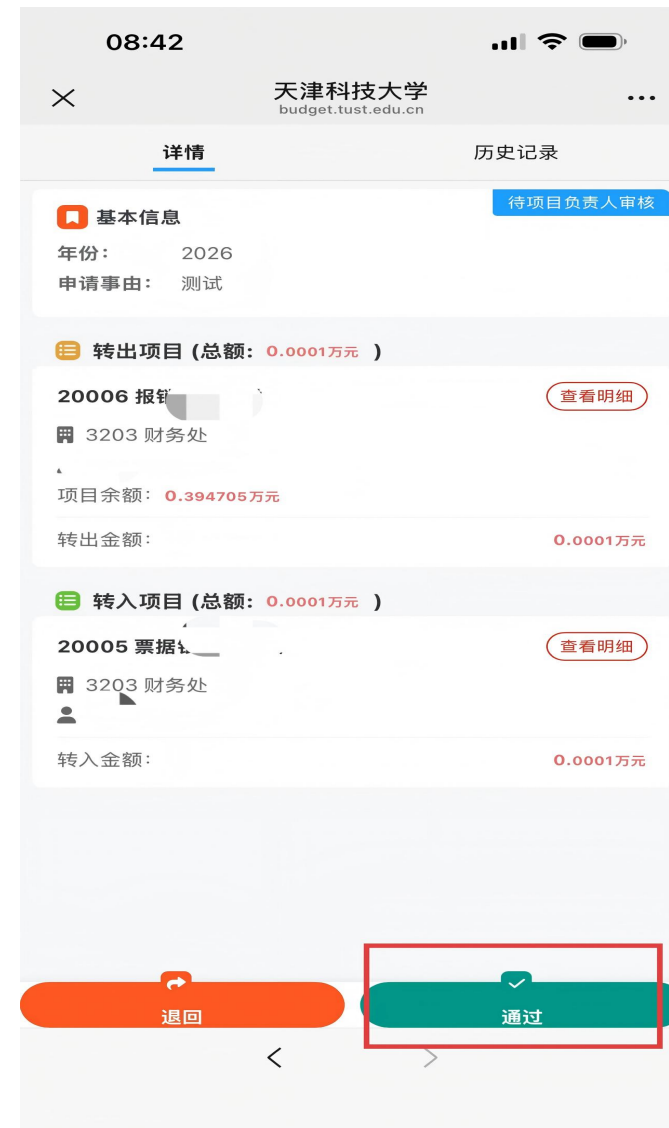 08:42
天津科技大学
budget.tust.edu.cn
详情
历史记录
基本信息
待项目负责人审核
年份: 2026
申请事由: 测试
转出项目 (总额: 0.0001万元 )
20006 报
查看明细
3203 财务处
项目余额: 0.394705万元
转出金额: 0.0001万元
转入项目 (总额: 0.0001万元 )
20005 票据
查看明细
3203 财务处
转入金额: 0.0001万元
退回
通过